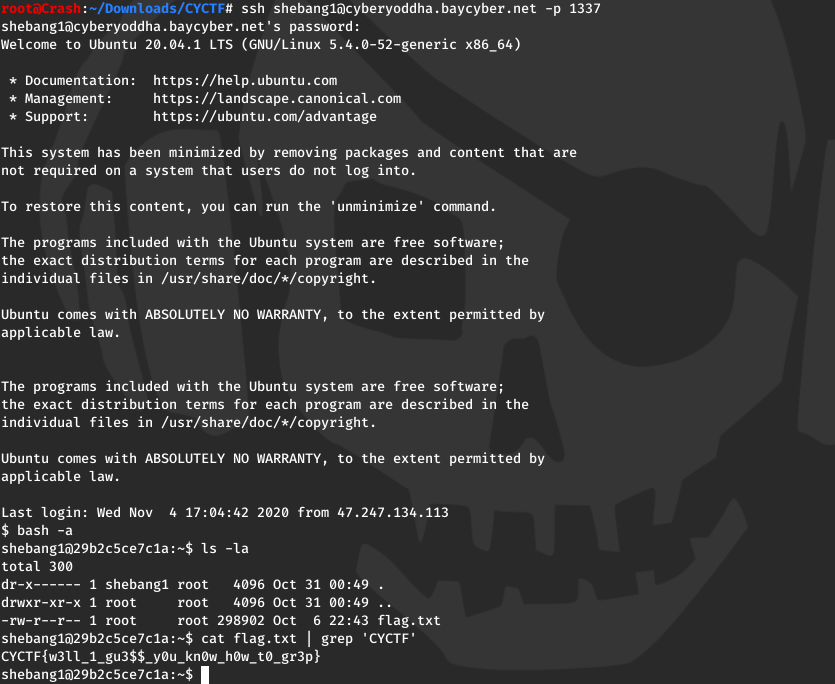 root@Crash:~/Downloads/CYCTF# ssh shebang1@cyberyoddha.baycyber.net -p 1337
shebang1@cyberyoddha.baycyber.net's password:
Welcome to Ubuntu 20.04.1 LTS (GNU/Linux 5.4.0-52-generic x86_64)
* Documentation:  https://help.ubuntu.com
* Management:     https://landscape.canonical.com
* Support:        https://ubuntu.com/advantage
This system has been minimized by removing packages and content that are
not required on a system that users do not log into.
To restore this content, you can run the 'unminimize' command.
The programs included with the Ubuntu system are free software;
the exact distribution terms for each program are described in the
individual files in /usr/share/doc/*/copyright.
Ubuntu comes with ABSOLUTELY NO WARRANTY, to the extent permitted by
applicable law.
The programs included with the Ubuntu system are free software;
the exact distribution terms for each program are described in the
individual files in /usr/share/doc/*/copyright.
Ubuntu comes with ABSOLUTELY NO WARRANTY, to the extent permitted by
applicable law.
Last login: Wed Nov  4 17:04:42 2020 from 47.247.134.113
$ bash -a
shebang1@29b2c5ce7c1a:~$ ls -la
total 300
dr-x------ 1 shebang1 root   4096 Oct 31 00:49 .
drwxr-xr-x 1 root     root   4096 Oct 31 00:49 ..
-rw-r--r-- 1 root     root 298902 Oct  6 22:43 flag.txt
shebang1@29b2c5ce7c1a:~$ cat flag.txt | grep 'CYCTF'
CYCTF{w3ll_1_gu3$$_y0u_kn0w_h0w_t0_gr3p}
shebang1@29b2c5ce7c1a:~$